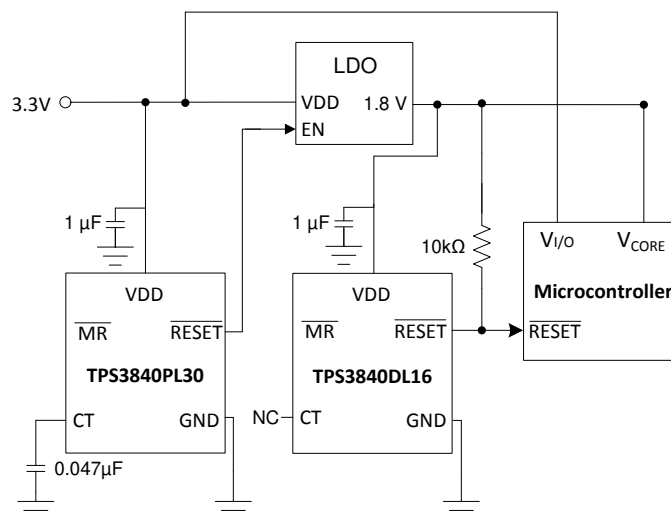 LDO
3.3V
VDD
1.8 V
EN
1 µF
1 µF
10kΩ
VI/O
VCORE
Microcontroller
RESET
VDD
MR
RESET
TPS3840PL30
CT
GND
0.047µF
VDD
MR
RESET
TPS3840DL16
NC
CT
GND